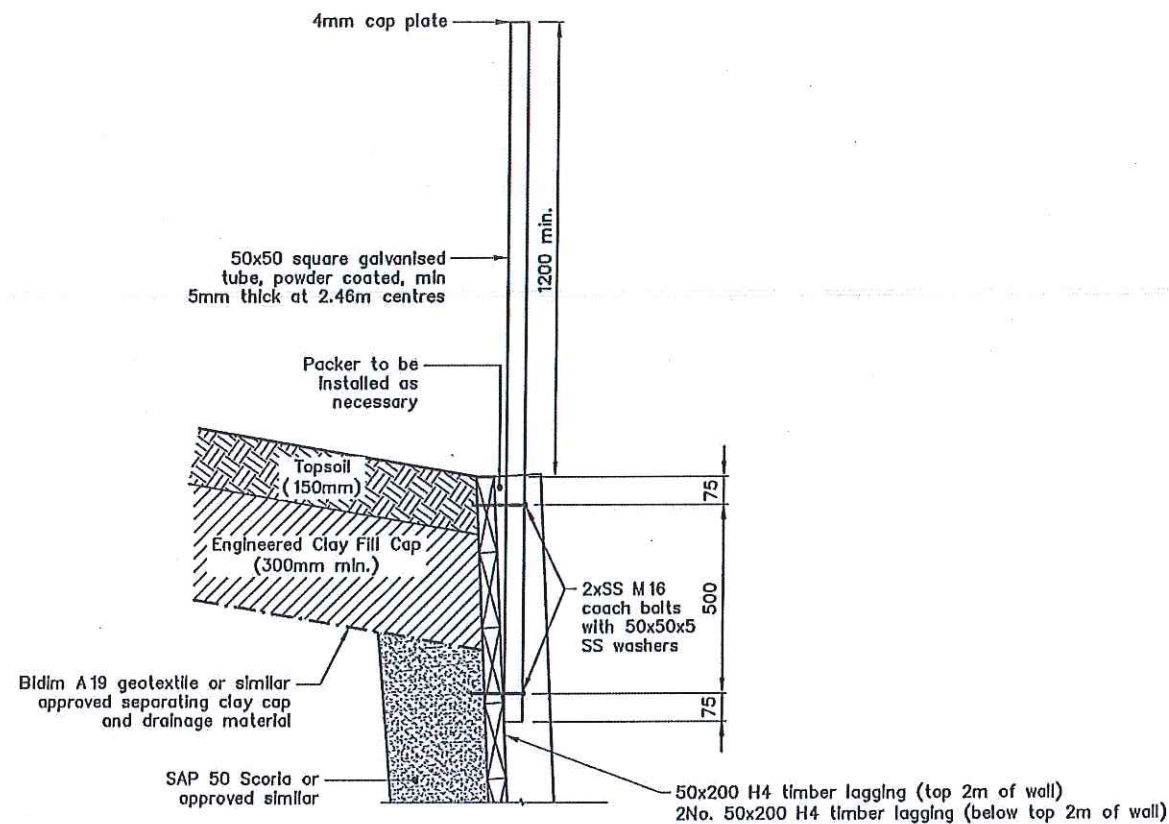 4mm cap plate
1200 min.
50x50 square galvanised
tube, powder coated, min
5mm thick at 2.46m centres
Packer to be
installed as
necessary
Topsoil
(150mm)
75
Engineered Clay Fill Cap
(300mm min.)
500
2xSS M16
coach bolts
with 50x50x5
SS washers
Bidim A19 geotextile or similar
approved separating clay cap
and drainage material
75
SAP 50 Scoria or
approved similar
50x200 H4 timber lagging (top 2m of wall)
2No. 50x200 H4 timber lagging (below top 2m of wall)